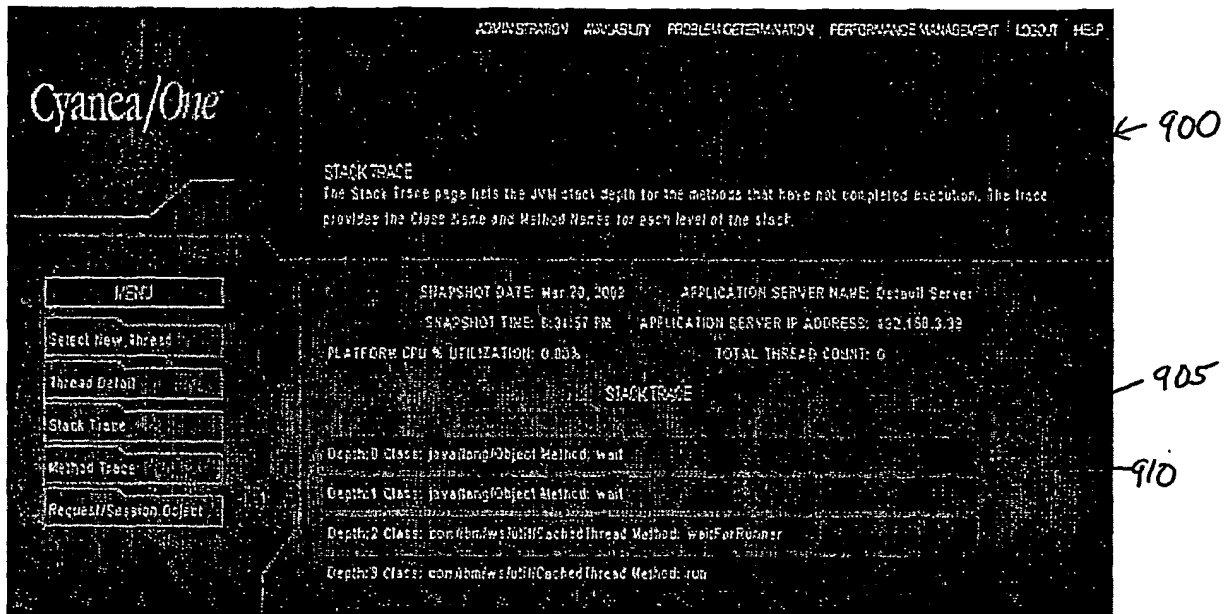 ADMINISTRATION AVAILABILITY PROBLEM DETERMINATION PERFORMANCE MANAGEMENT LOGOUT HELP
Cyanea/One
900
STACK TRACE
The Stack Trace page lists the JVM stack depth for the methods that have not completed execution. The trace
provides the Class Name and Method Names for each level of the stack.
MENU
SNAPSHOT DATE: Mar 20, APPLICATION SERVER NAME: Default Server
SNAPSHOT TIME: PM APPLICATION SERVER IP ADDRESS:
Select New Thread
PLATFORM CPU % UTILIZATION: 0.00% TOTAL THREAD COUNT: 0
Thread Detail
905
STACK TRACE
Stack Trace
Depth:0 Class: java/lang/Object Method: wait
910
Method Trace
Depth:1 Class: java/lang/Object Method: wait
Request/Session Object
Depth:2 Class: com/ibm/ws/util/CachedThread Method: waitForRunner
Depth:3 Class: com/ibm/ws/util/CachedThread Method: run